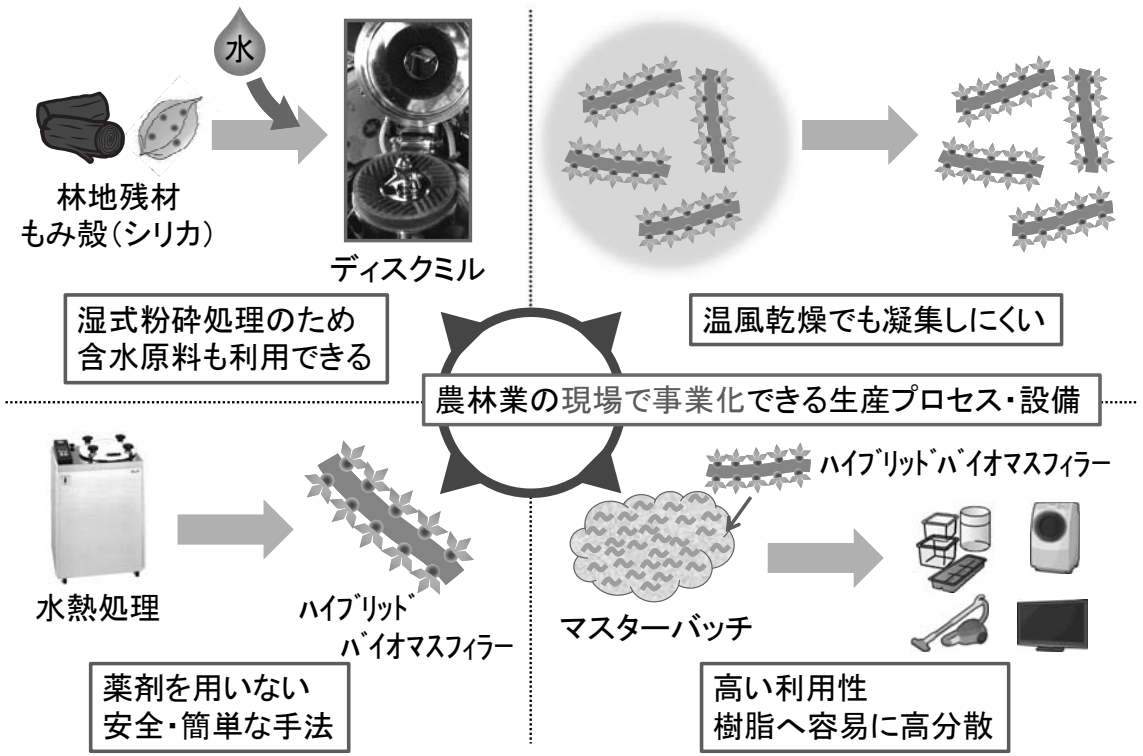 水
林地残材
もみ殻(シリカ)
ディスクミル
湿式粉砕処理のため
含水原料も利用できる
温風乾燥でも凝集しにくい
農林業の現場で事業化できる生産プロセス・設備
水熱処理
ハイブリッド
バイオマスフィラー
薬剤を用いない
安全・簡単な手法
ハイブリッドバイオマスフィラー
マスターバッチ
高い利用性
樹脂へ容易に高分散